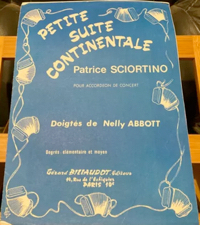 PETITE
SUITE
CONTINENTALE
Patrice SCIORTINO
POUR ACCORDÉON DE CONCERT
Doigtés de Nelly ABBOTT
Degrés élémentaire et moyen
Gérard BILLAUDOT, Éditeur
14, Rue de l'Echiquier
PARIS 10e